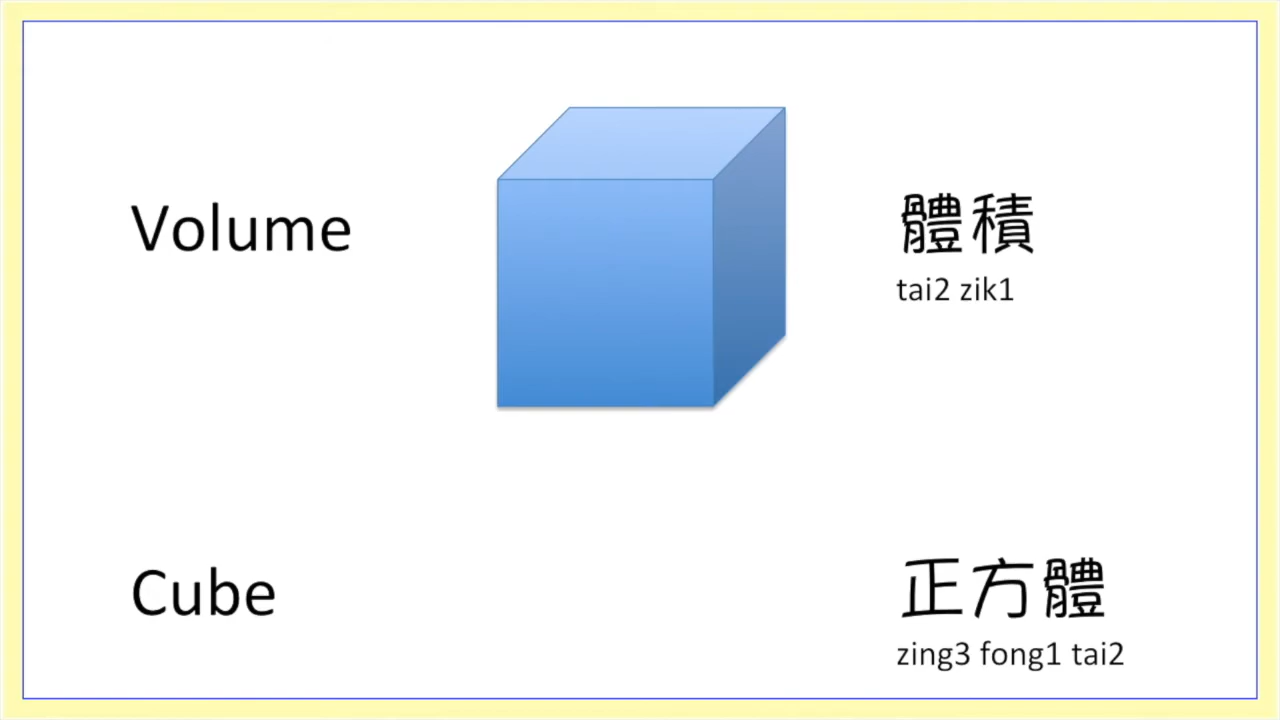 Volume
體積
tai2 zik1
Cube
正方體
zing3 fong1 tai2